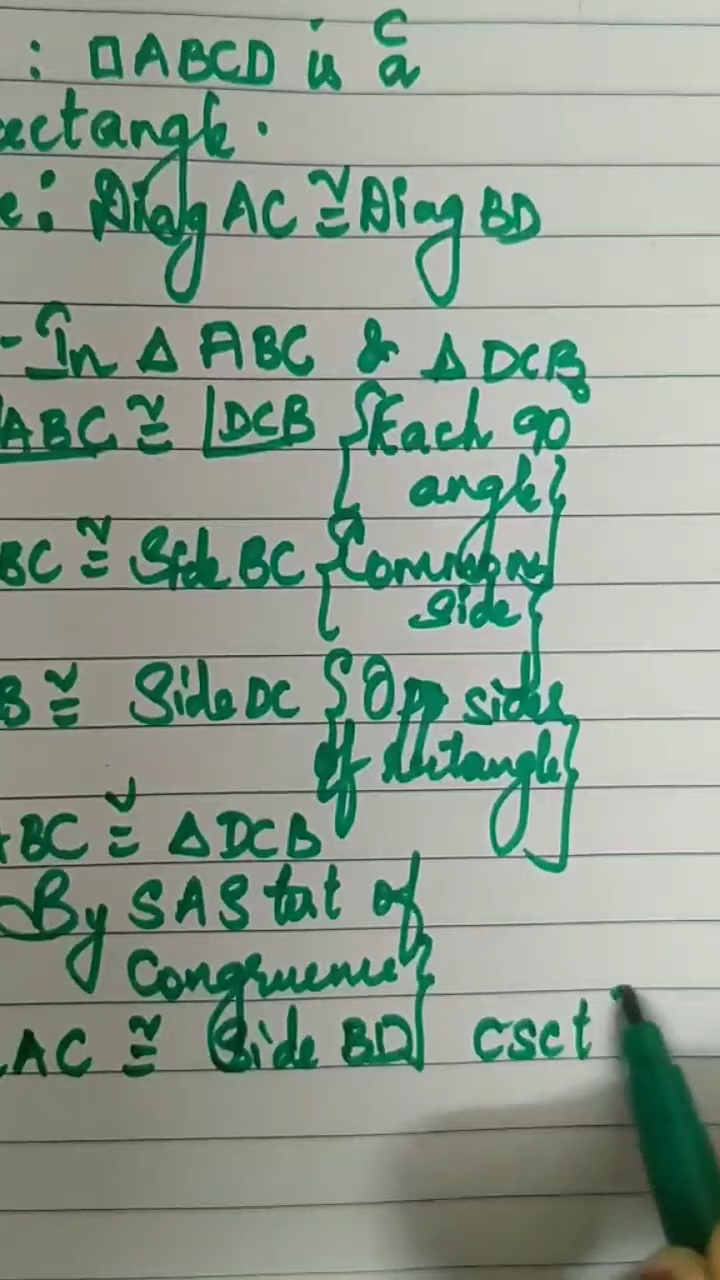 C
: □ABCD is a
ectangle.
e: Diag AC ≅ Diag BD
- In △ ABC & △ DCB
ABC ≅ ∠DCB {Each 90
angle}
BC ≅ Side BC {Common
side}
B ≅ Side DC {Opp sides
of rectangle}
BC ≅ △DCB
By SAS test of
Congruence}
AC ≅ Side BD} csct